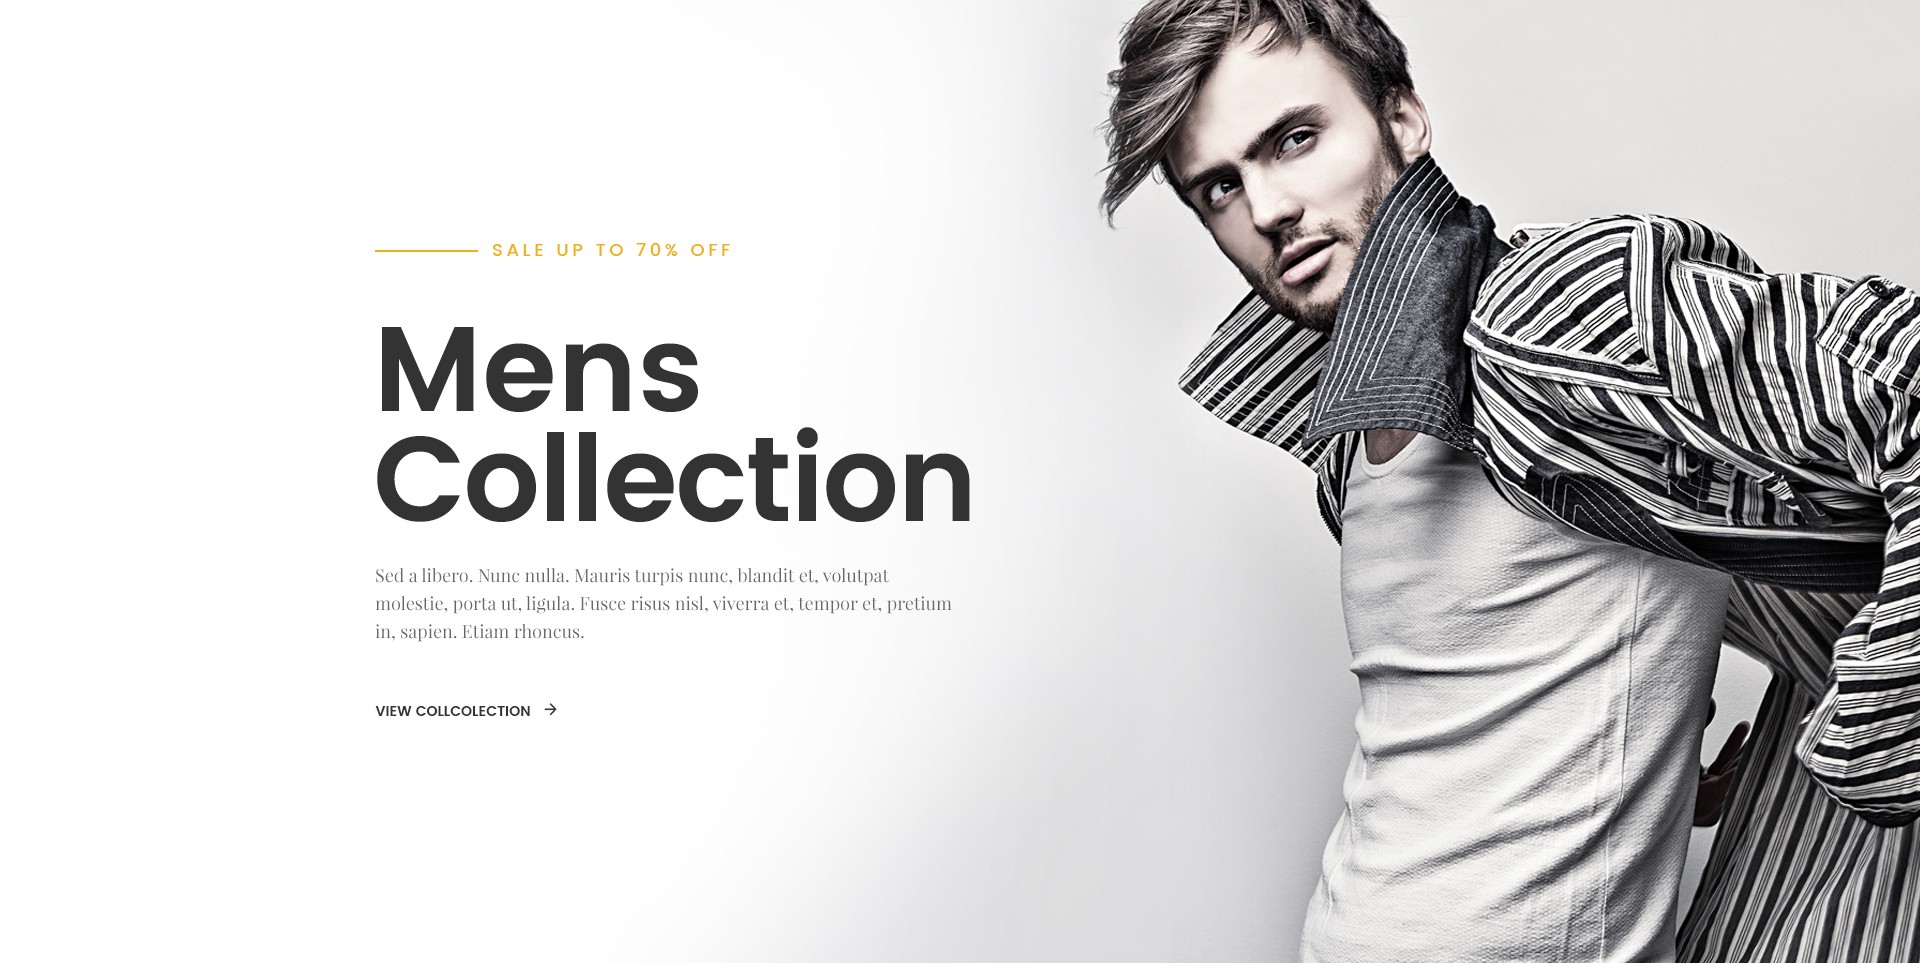 SALE UP TO 70% OFF
Mens
Collection
Sed a libero. Nunc nulla. Mauris turpis nunc, blandit et, volutpat
molestie, porta ut, ligula. Fusce risus nisl, viverra et, tempor et, pretium
in, sapien. Etiam rhoncus.
VIEW COLLCOLECTION →